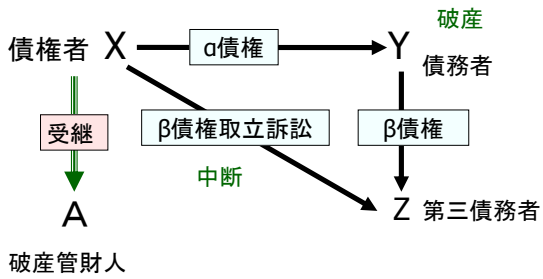 破産
債権者 X
α債権
Y
債務者
受継
β債権取立訴訟
β債権
中断
A
Z 第三債務者
破産管財人